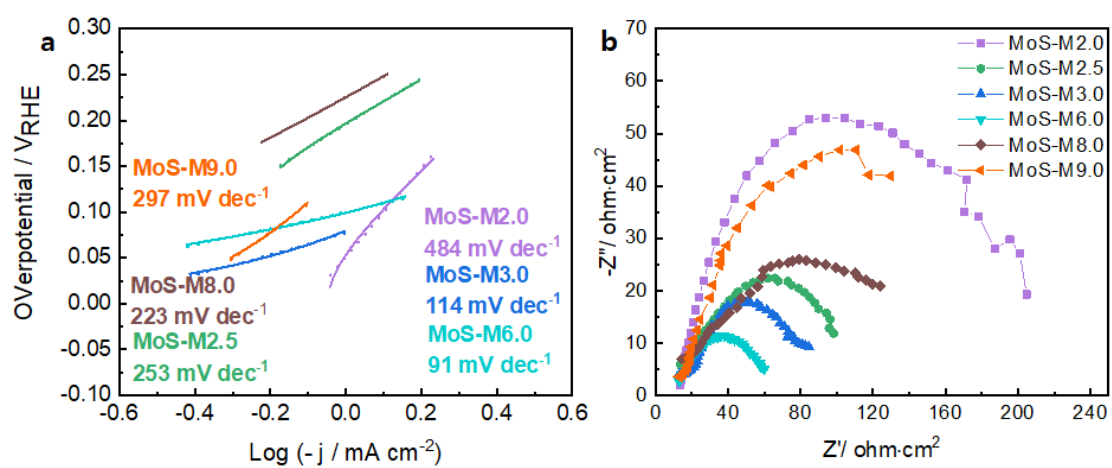 a
OVerpotential / V_RHE
0.30
0.25
0.20
0.15
0.10
0.05
0.00
-0.05
-0.10
-0.6
-0.4
-0.2
0.0
0.2
0.4
0.6
Log (- j / mA cm⁻²)
MoS-M9.0
297 mV dec⁻¹
MoS-M8.0
223 mV dec⁻¹
MoS-M2.5
253 mV dec⁻¹
MoS-M2.0
484 mV dec⁻¹
MoS-M3.0
114 mV dec⁻¹
MoS-M6.0
91 mV dec⁻¹
b
-Z"/ ohm·cm²
70
60
50
40
30
20
10
0
0
40
80
120
160
200
240
Z'/ ohm·cm²
MoS-M2.0
MoS-M2.5
MoS-M3.0
MoS-M6.0
MoS-M8.0
MoS-M9.0